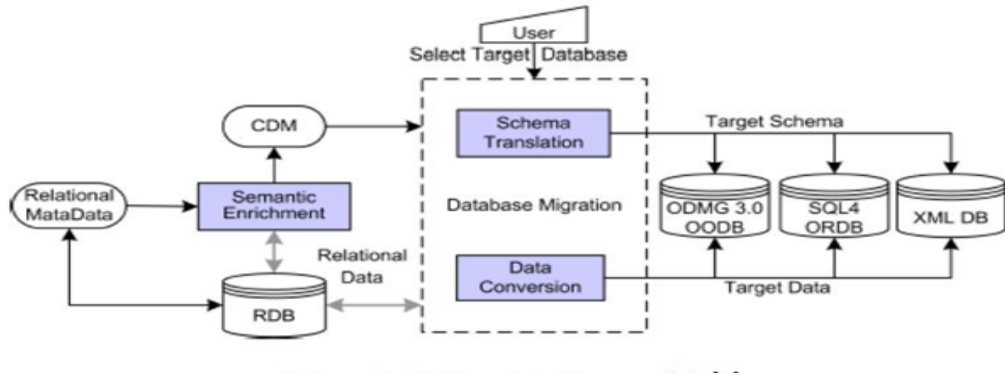 User
Select Target Database
CDM
Schema
Translation
Target Schema
Relational
MataData
Semantic
Enrichment
Database Migration
ODMG 3.0
OODB
SQL4
ORDB
XML DB
Relational
Data
RDB
Data
Conversion
Target Data